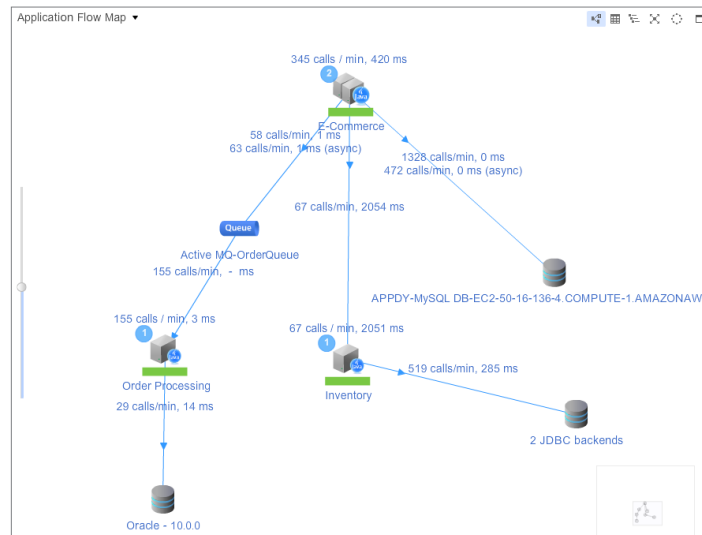 Application Flow Map
345 calls / min, 420 ms
2
Java
E-Commerce
58 calls/min, 1 ms
63 calls/min, 1 ms (async)
1328 calls/min, 0 ms
472 calls/min, 0 ms (async)
67 calls/min, 2054 ms
Queue
Active MQ-OrderQueue
155 calls/min, - ms
APPDY-MySQL DB-EC2-50-16-136-4.COMPUTE-1.AMAZONAW
155 calls / min, 3 ms
1
Java
Order Processing
67 calls / min, 2051 ms
1
Java
Inventory
519 calls/min, 285 ms
29 calls/min, 14 ms
2 JDBC backends
Oracle - 10.0.0